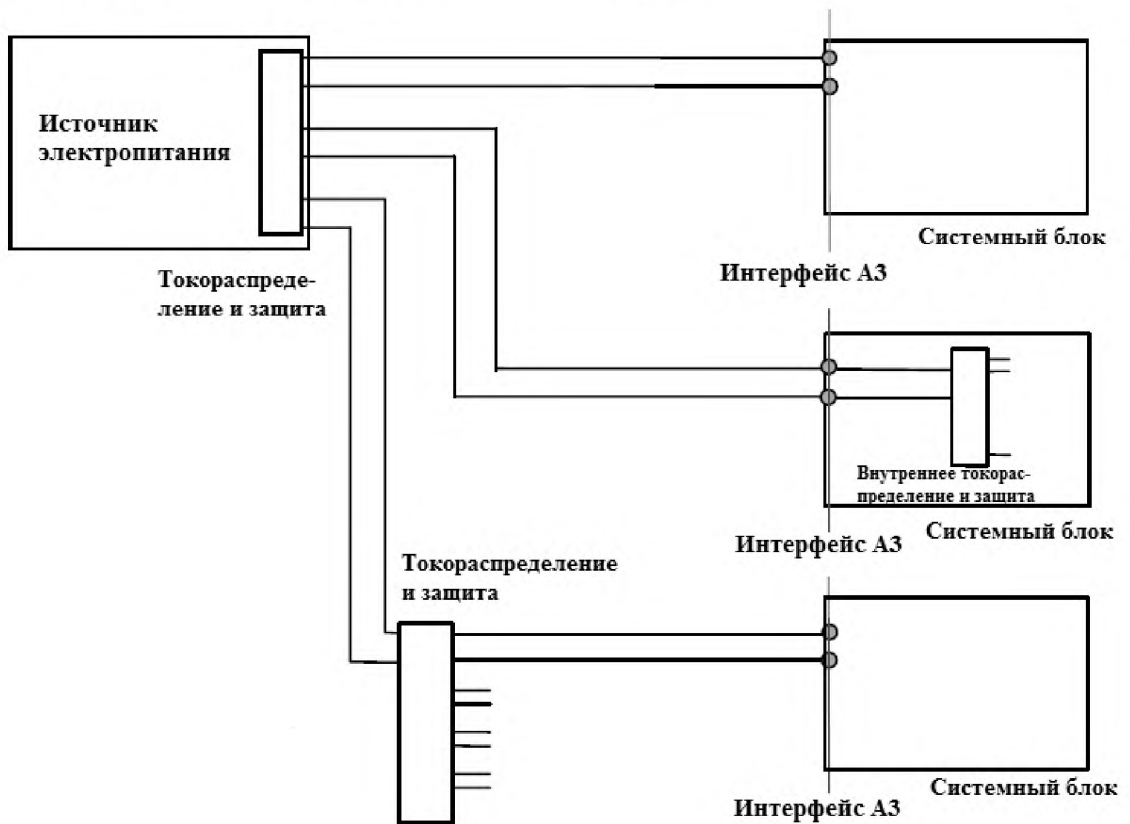 Источник
электропитания
Токораспреде-
ление и защита
Системный блок
Интерфейс А3
Внутреннее токорас-
пределение и защита
Системный блок
Интерфейс А3
Токораспределение
и защита
Системный блок
Интерфейс А3